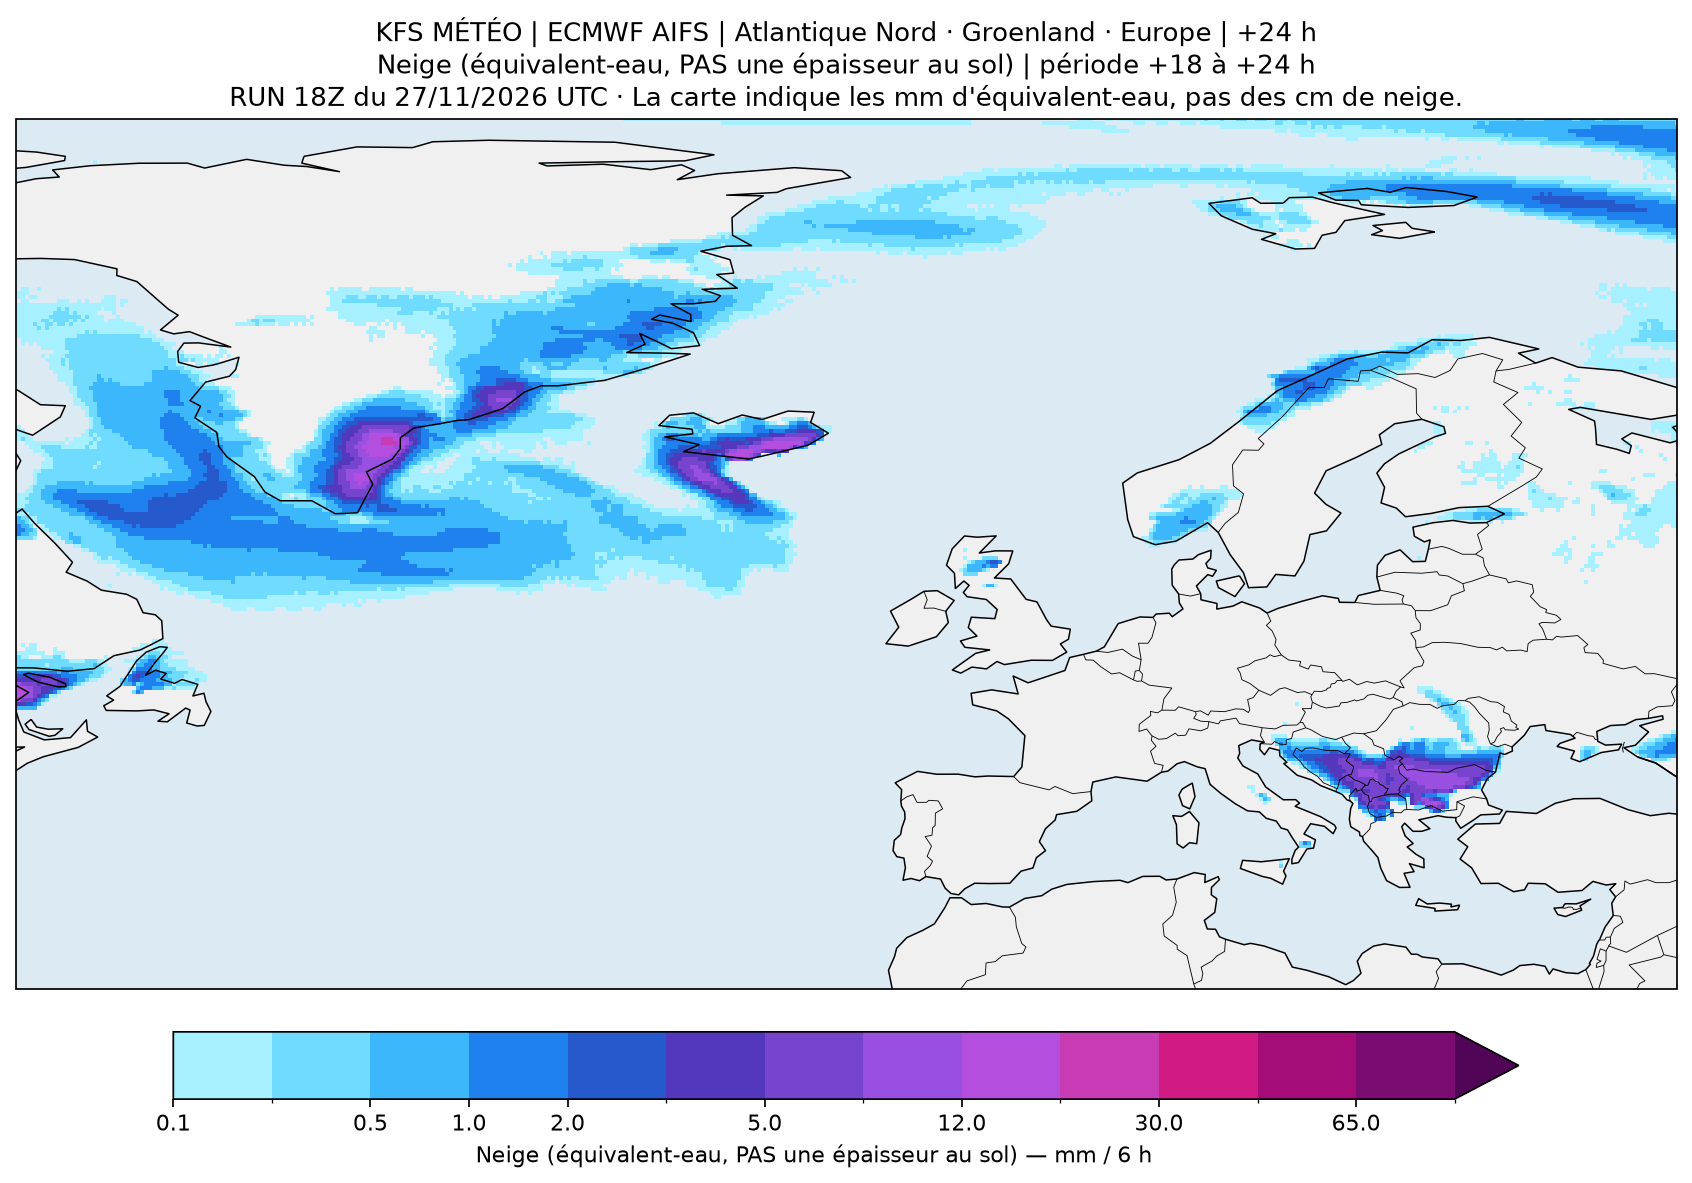 KFS MÉTÉO | ECMWF AIFS | Atlantique Nord · Groenland · Europe | +24 h
Neige (équivalent-eau, PAS une épaisseur au sol) | période +18 à +24 h
RUN 18Z du 27/11/2026 UTC · La carte indique les mm d'équivalent-eau, pas des cm de neige.
0.1 0.5 1.0 2.0 5.0 12.0 30.0 65.0
Neige (équivalent-eau, PAS une épaisseur au sol) — mm / 6 h